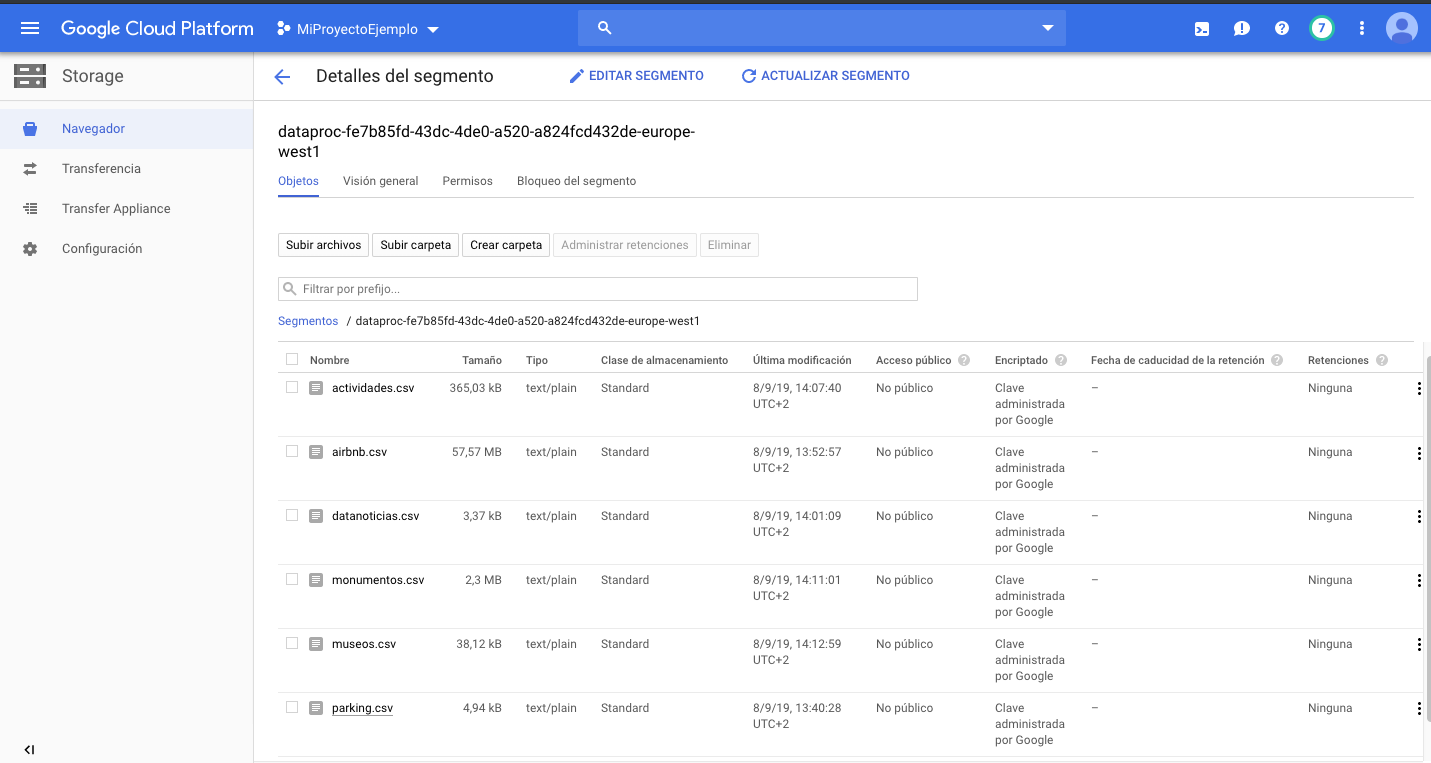 Google Cloud Platform MiProyectoEjemplo 7
Storage
Detalles del segmento EDITAR SEGMENTO ACTUALIZAR SEGMENTO
Navegador
Transferencia
Transfer Appliance
Configuración
dataproc-fe7b85fd-43dc-4de0-a520-a824fcd432de-europe-
west1
Objetos Visión general Permisos Bloqueo del segmento
Subir archivos Subir carpeta Crear carpeta Administrar retenciones Eliminar
Filtrar por prefijo...
Segmentos / dataproc-fe7b85fd-43dc-4de0-a520-a824fcd432de-europe-west1
Nombre Tamaño Tipo Clase de almacenamiento Última modificación Acceso público Encriptado Fecha de caducidad de la retención Retenciones
actividades.csv 365,03 kB text/plain Standard 8/9/19, 14:07:40 No público Clave – Ninguna
UTC+2 administrada
por Google
airbnb.csv 57,57 MB text/plain Standard 8/9/19, 13:52:57 No público Clave – Ninguna
UTC+2 administrada
por Google
datanoticias.csv 3,37 kB text/plain Standard 8/9/19, 14:01:09 No público Clave – Ninguna
UTC+2 administrada
por Google
monumentos.csv 2,3 MB text/plain Standard 8/9/19, 14:11:01 No público Clave – Ninguna
UTC+2 administrada
por Google
museos.csv 38,12 kB text/plain Standard 8/9/19, 14:12:59 No público Clave – Ninguna
UTC+2 administrada
por Google
parking.csv 4,94 kB text/plain Standard 8/9/19, 13:40:28 No público Clave – Ninguna
UTC+2 administrada
por Google